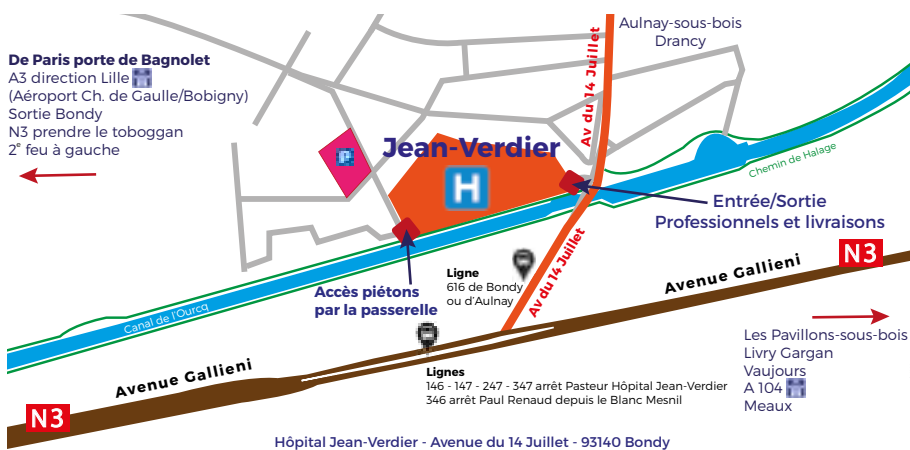 De Paris porte de Bagnolet
A3 direction Lille
(Aéroport Ch. de Gaulle/Bobigny)
Sortie Bondy
N3 prendre le toboggan
2e feu à gauche
Aulnay-sous-bois
Drancy
Av du 14 Juillet
P
Jean-Verdier
H
Chemin de Halage
Entrée/Sortie
Professionnels et livraisons
Av du 14 Juillet
Ligne
616 de Bondy
ou d'Aulnay
Accès piétons
par la passerelle
Canal de l'Ourcq
Avenue Gallieni
N3
Les Pavillons-sous-bois
Livry Gargan
Vaujours
A 104
Meaux
Avenue Gallieni
N3
Lignes
146 - 147 - 247 - 347 arrêt Pasteur Hôpital Jean-Verdier
346 arrêt Paul Renaud depuis le Blanc Mesnil
Hôpital Jean-Verdier - Avenue du 14 Juillet - 93140 Bondy